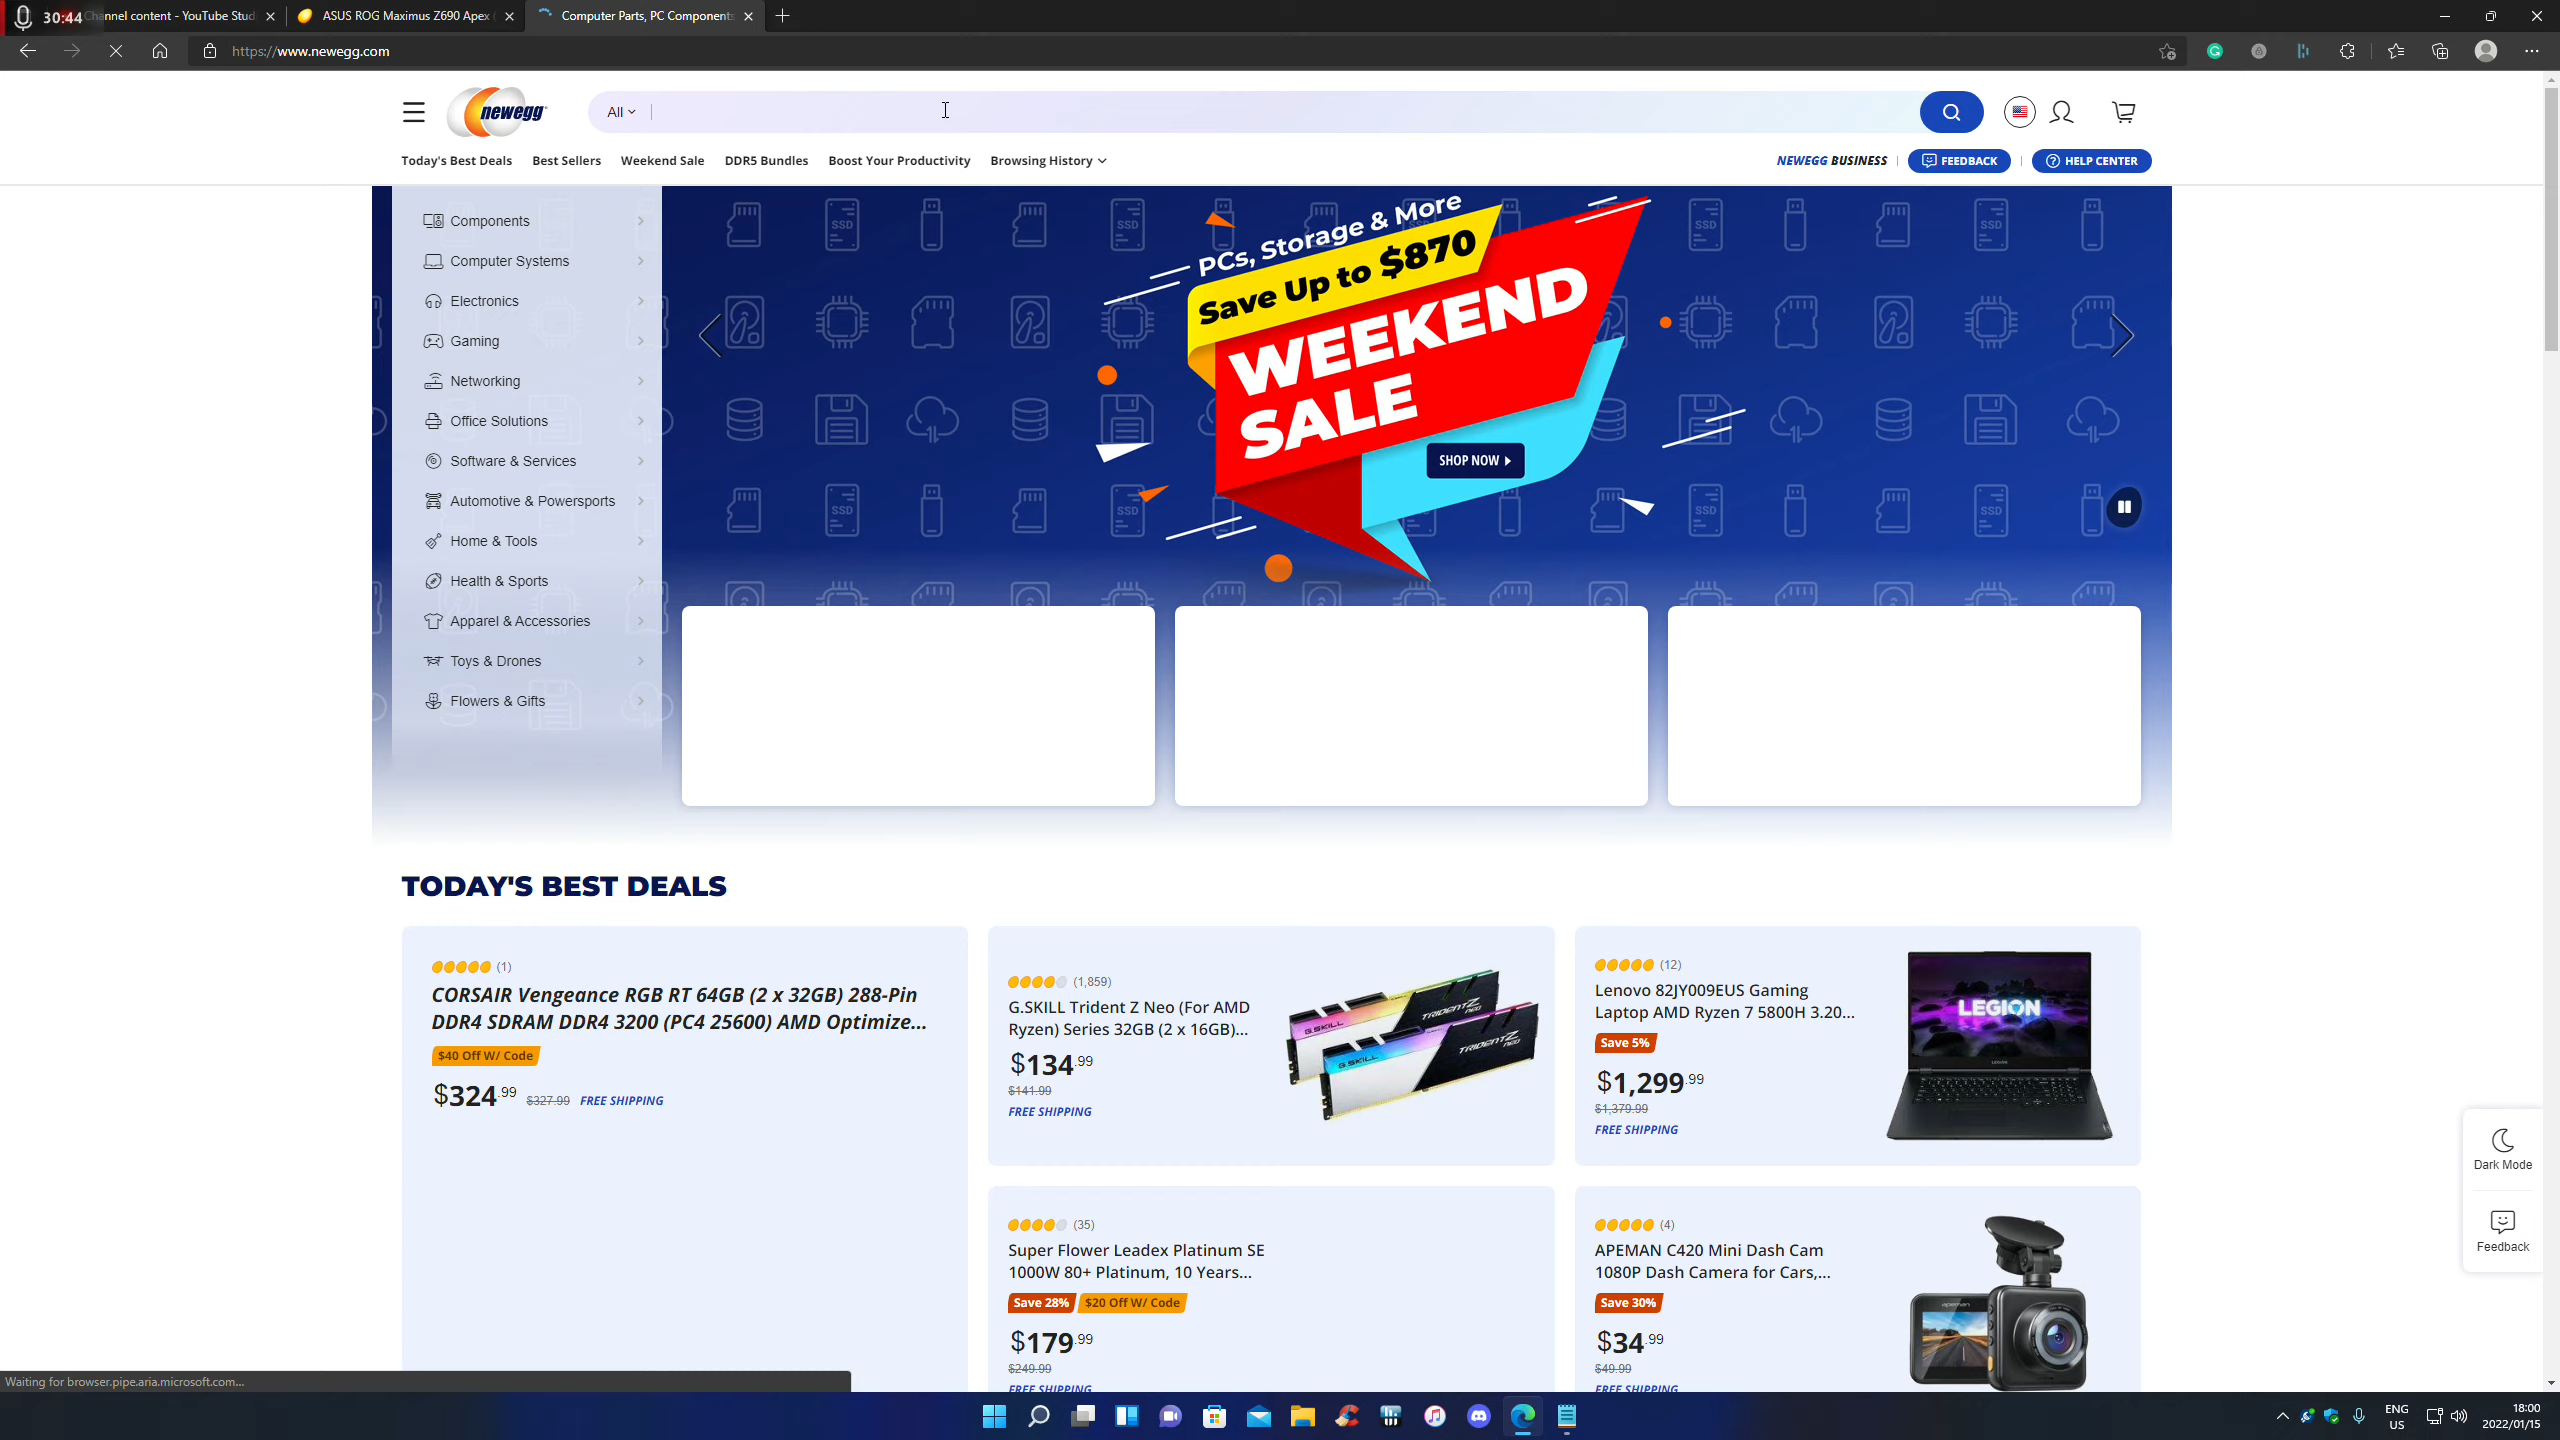 30:44
Channel content - YouTube Stud
ASUS ROG Maximus Z690 Apex
Computer Parts, PC Components
https://www.newegg.com
newegg
All
Today's Best Deals
Best Sellers
Weekend Sale
DDR5 Bundles
Boost Your Productivity
Browsing History
NEWEGG BUSINESS
FEEDBACK
HELP CENTER
Components
Computer Systems
Electronics
Gaming
Networking
Office Solutions
Software & Services
Automotive & Powersports
Home & Tools
Health & Sports
Apparel & Accessories
Toys & Drones
Flowers & Gifts
PCs, Storage & More
Save Up to $870
WEEKEND
SALE
SHOP NOW
TODAY'S BEST DEALS
(1)
CORSAIR Vengeance RGB RT 64GB (2 x 32GB) 288-Pin
DDR4 SDRAM DDR4 3200 (PC4 25600) AMD Optimize...
$40 Off W/ Code
$324.99 $327.99 FREE SHIPPING
(1,859)
G.SKILL Trident Z Neo (For AMD
Ryzen) Series 32GB (2 x 16GB)...
$134.99
$141.99
FREE SHIPPING
G.SKILL
TRIDENTZ
NEO
G.SKILL
TRIDENTZ
NEO
(12)
Lenovo 82JY009EUS Gaming
Laptop AMD Ryzen 7 5800H 3.20...
Save 5%
$1,299.99
$1,379.99
FREE SHIPPING
LEGION
(35)
Super Flower Leadex Platinum SE
1000W 80+ Platinum, 10 Years...
Save 28% $20 Off W/ Code
$179.99
$249.99
FREE SHIPPING
(4)
APEMAN C420 Mini Dash Cam
1080P Dash Camera for Cars,...
Save 30%
$34.99
$49.99
FREE SHIPPING
apeman
Dark Mode
Feedback
Waiting for browser.pipe.aria.microsoft.com...
ENG
US
18:00
2022/01/15